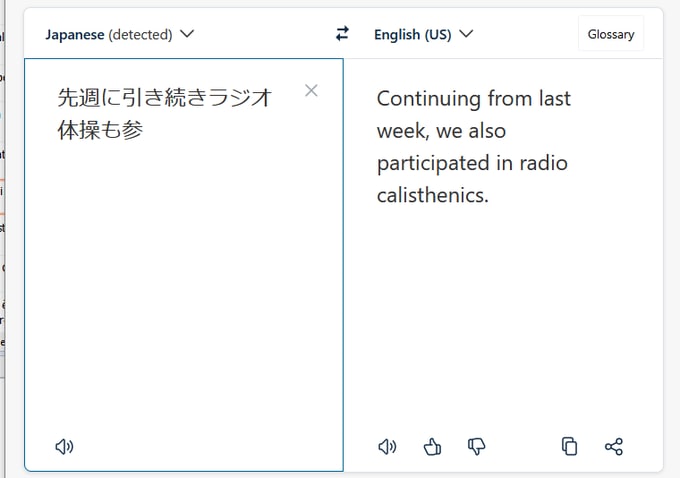 Japanese (detected)
English (US)
Glossary
先週に引き続きラジオ
体操も参
Continuing from last
week, we also
participated in radio
calisthenics.